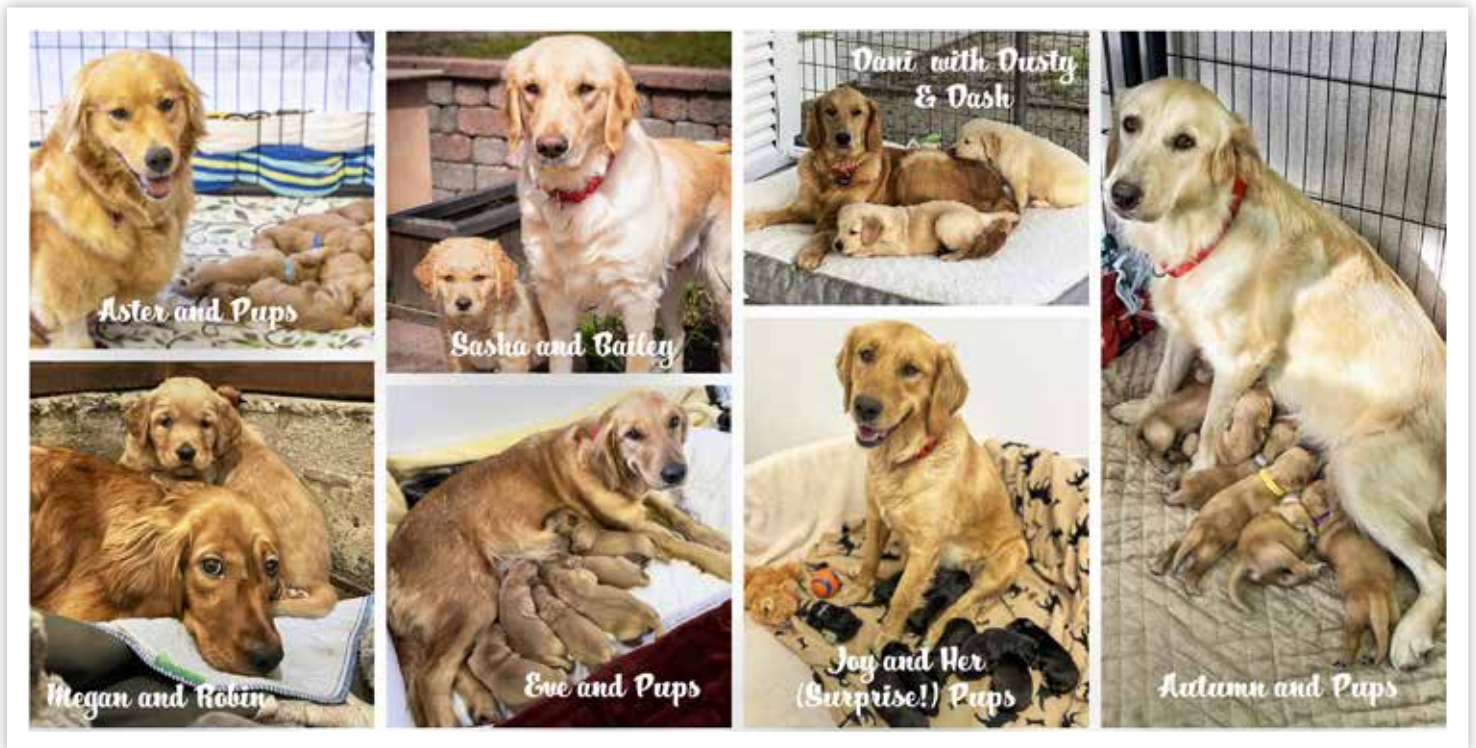 Aster and Pups
Sasha and Bailey
Dani with Dusty
& Dash
Megan and Robin
Eve and Pups
Joy and Her
(Surprise!) Pups
Autumn and Pups